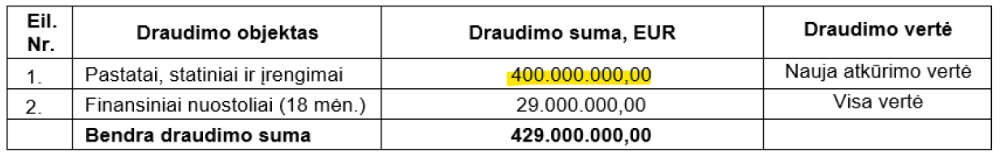 Eil. Nr. Draudimo objektas Draudimo suma, EUR Draudimo vertė
1. Pastatai, statiniai ir įrengimai 400.000.000,00 Nauja atkūrimo vertė
2. Finansiniai nuostoliai (18 mėn.) 29.000.000,00 Visa vertė
Bendra draudimo suma 429.000.000,00